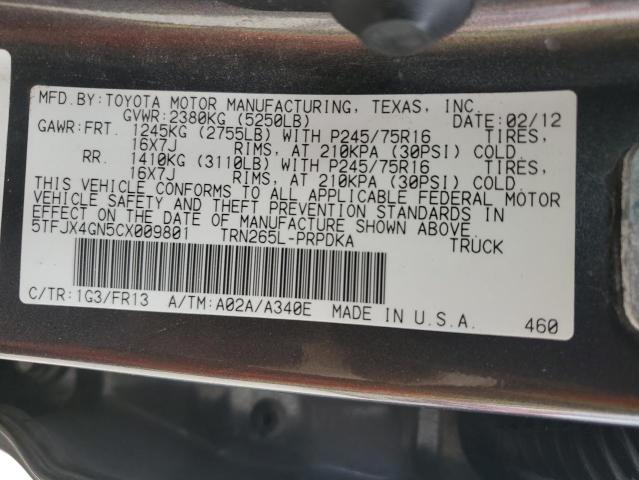 MFD.BY:TOYOTA MOTOR MANUFACTURING, TEXAS, INC.
GVWR:2380KG (5250LB) DATE:02/12
GAWR:FRT. 1245KG (2755LB) WITH P245/75R16 TIRES,
16X7J RIMS, AT 210KPA (30PSI) COLD.
RR. 1410KG (3110LB) WITH P245/75R16 TIRES,
16X7J RIMS, AT 210KPA (30PSI) COLD.
THIS VEHICLE CONFORMS TO ALL APPLICABLE FEDERAL MOTOR
VEHICLE SAFETY AND THEFT PREVENTION STANDARDS IN
EFFECT ON THE DATE OF MANUFACTURE SHOWN ABOVE.
5TFJX4GN5CX009801 TRN265L-PRPDKA TRUCK
C/TR:1G3/FR13 A/TM:A02A/A340E MADE IN U.S.A. 460